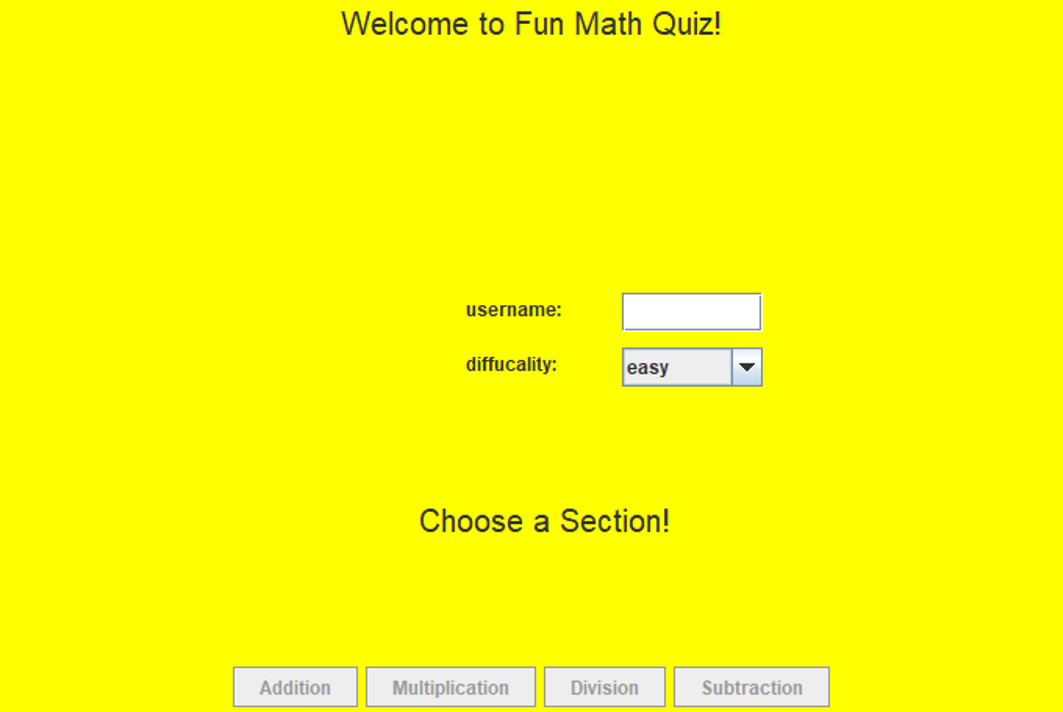 Welcome to Fun Math Quiz!
username:
diffucality: easy
Choose a Section!
Addition Multiplication Division Subtraction